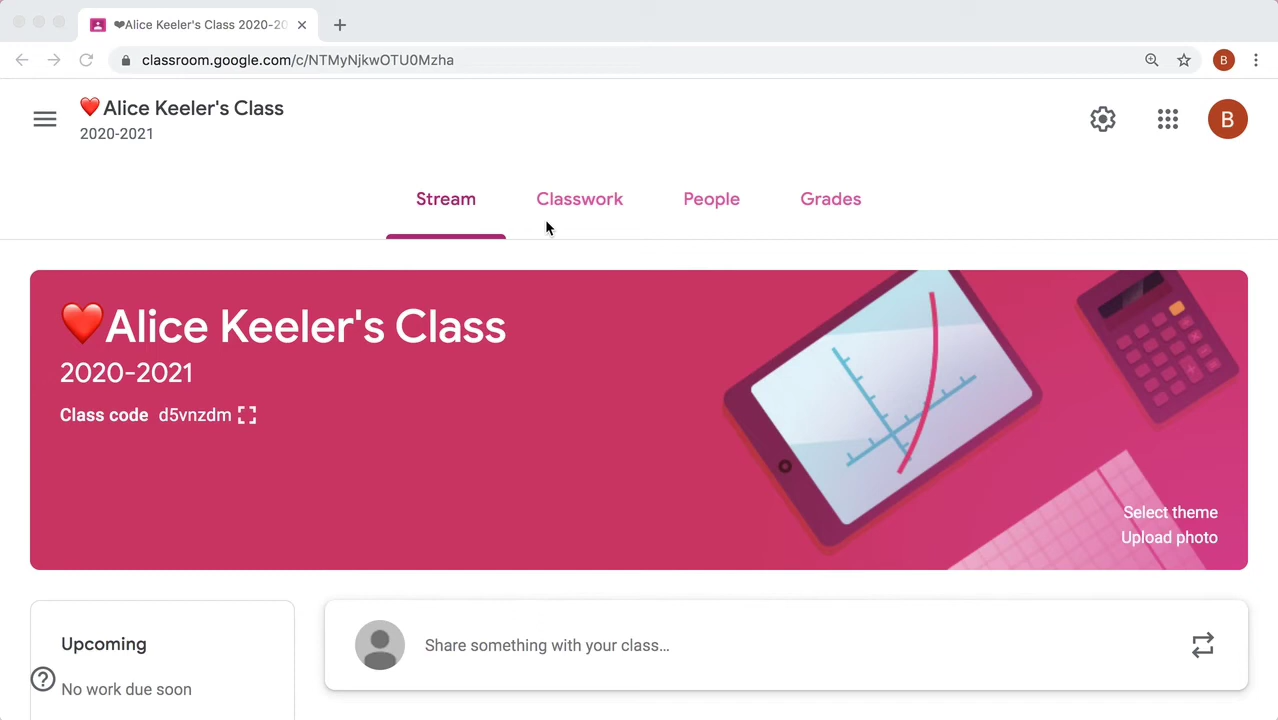 ❤Alice Keeler's Class 2020-20
classroom.google.com/c/NTMyNjkwOTU0Mzha
B
❤️Alice Keeler's Class
2020-2021
B
Stream Classwork People Grades
❤️Alice Keeler's Class
2020-2021
Class code d5vnzdm
Select theme
Upload photo
Upcoming
No work due soon
Share something with your class...